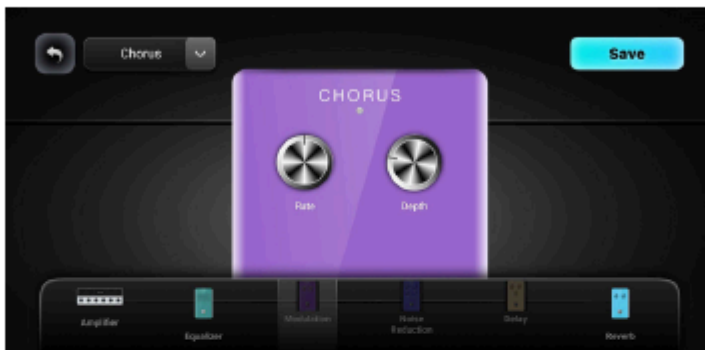 Chorus
Save
CHORUS
Rate
Depth
Amplifier
Equalizer
Modulation
Noise
Reduction
Delay
Reverb